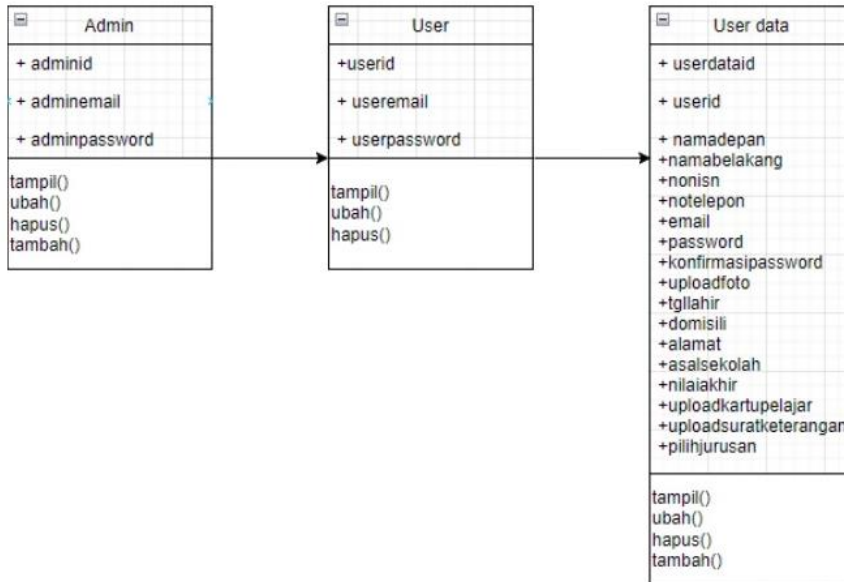 Admin
+ adminid
+ adminemail
+ adminpassword
tampil()
ubah()
hapus()
tambah()
User
+userid
+ useremail
+ userpassword
tampil()
ubah()
hapus()
User data
+ userdataid
+ userid
+ namadepan
+namabelakang
+nonisn
+notelepon
+email
+password
+konfirmasipassword
+uploadfoto
+tgllahir
+domisili
+alamat
+asalsekolah
+nilaiakhir
+uploadkartupelajar
+uploadsuratketerangan
+pilihjurusan
tampil()
ubah()
hapus()
tambah()